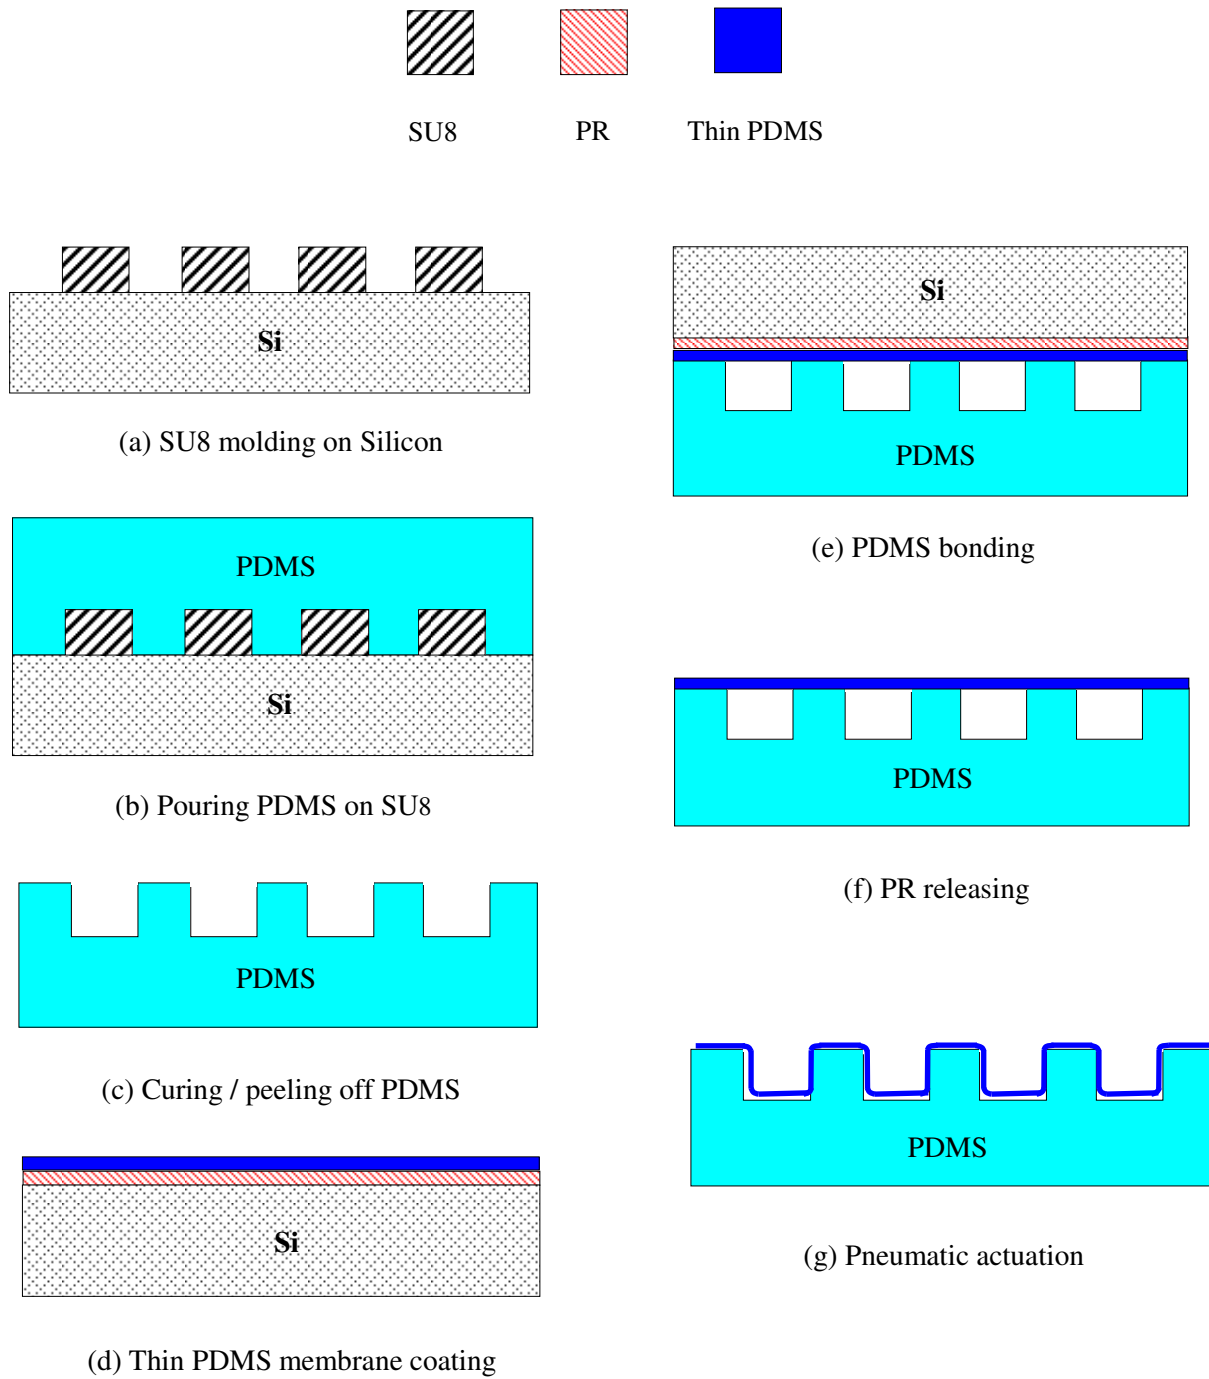 SU8
PR
Thin PDMS
Si
(a) SU8 molding on Silicon
PDMS
Si
(b) Pouring PDMS on SU8
PDMS
(c) Curing / peeling off PDMS
Si
(d) Thin PDMS membrane coating
Si
PDMS
(e) PDMS bonding
PDMS
(f) PR releasing
PDMS
(g) Pneumatic actuation